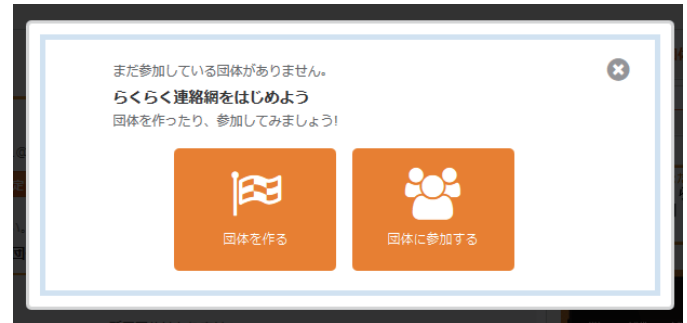 まだ参加している団体がありません。
らくらく連絡網をはじめよう
団体を作ったり、参加してみましょう!
団体を作る
団体に参加する